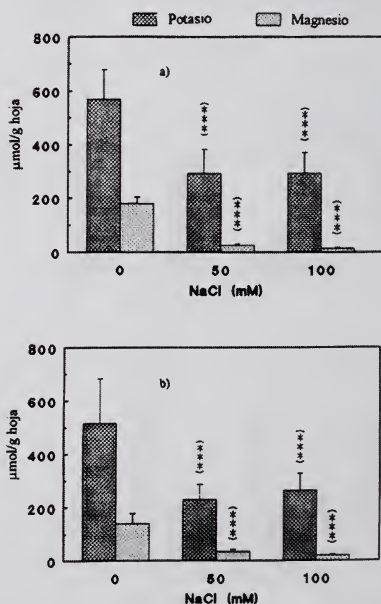 Potasio Magnesio
a)
800
600
400
200
0
µmol/g hoja
(***) (***) (***) (***)
0 50 100
NaCl (mM)
b)
800
600
400
200
0
µmol/g hoja
(***) (***) (***) (***)
0 50 100
NaCl (mM)